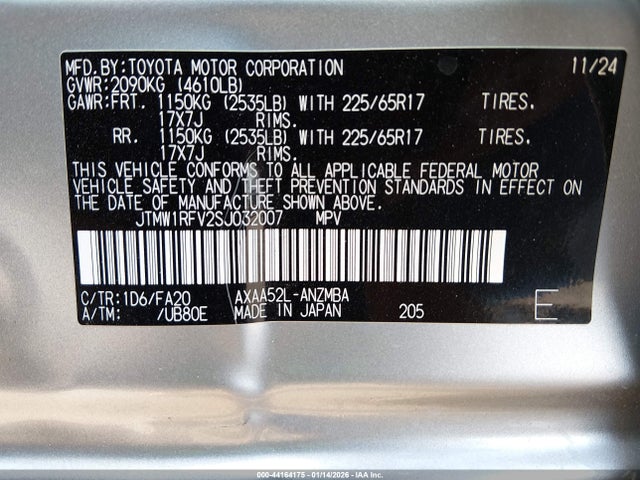 MFD.BY:TOYOTA MOTOR CORPORATION 11/24
GVWR:2090KG (4610LB)
GAWR:FRT. 1150KG (2535LB) WITH 225/65R17 TIRES.
17X7J RIMS.
RR. 1150KG (2535LB) WITH 225/65R17 TIRES.
17X7J RIMS.
THIS VEHICLE CONFORMS TO ALL APPLICABLE FEDERAL MOTOR
VEHICLE SAFETY AND THEFT PREVENTION STANDARDS IN EFFECT ON
THE DATE OF MANUFACTURE SHOWN ABOVE.
JTMW1RFV2SJ032007 MPV
C/TR:1D6/FA20 AXAA52L-ANZMBA
A/TM: /UB80E MADE IN JAPAN 205 E
000-44164175 - 01/14/2026 - IAA Inc.